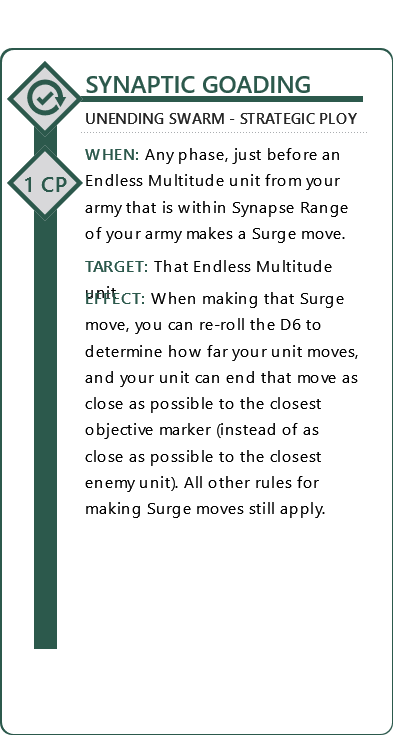 SYNAPTIC GOADING
UNENDING SWARM - STRATEGIC PLOY
1 CP
WHEN: Any phase, just before an
Endless Multitude unit from your
army that is within Synapse Range
of your army makes a Surge move.
TARGET: That Endless Multitude
unit
EFFECT: When making that Surge
move, you can re-roll the D6 to
determine how far your unit moves,
and your unit can end that move as
close as possible to the closest
objective marker (instead of as
close as possible to the closest
enemy unit). All other rules for
making Surge moves still apply.